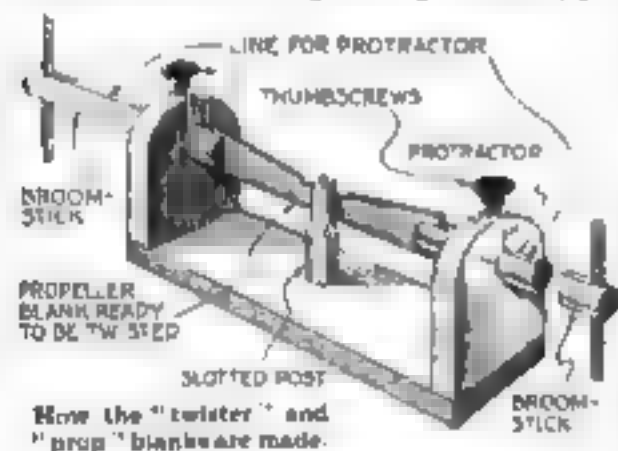 LINE FOR PROTRACTOR
THUMBSCREWS
PROTRACTOR
BROOM-
STICK
PROPELLER
BLANK READY
TO BE TWISTED
SLOTTED POST
BROOM-
STICK
How the "twister" and
"prop" blanks are made.